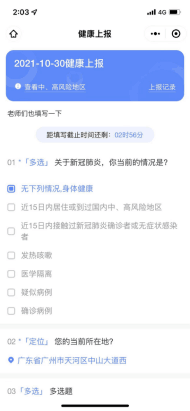 2:03
4G
健康上报
2021-10-30健康上报
查看中、高风险地区
上报记录
老师们也填写一下
距填写截止时间还剩: 02时56分
01 *「多选」 关于新冠肺炎，你当前的情况是?
无下列情况,身体健康
近15日内居住或到过国内中、高风险地区
近15日内接触过新冠肺炎确诊者或无症状感染
者
发热咳嗽
医学隔离
疑似病例
确诊病例
02 *「定位」 您的当前所在地?
广东省广州市天河区中山大道西
03「多选」 多选题